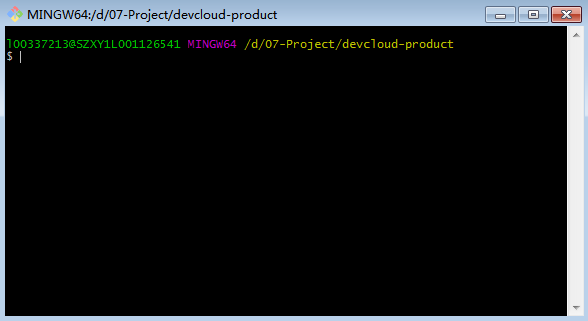 MINGW64:/d/07-Project/devcloud-product
l00337213@SZXY1L001126541 MINGW64 /d/07-Project/devcloud-product
$